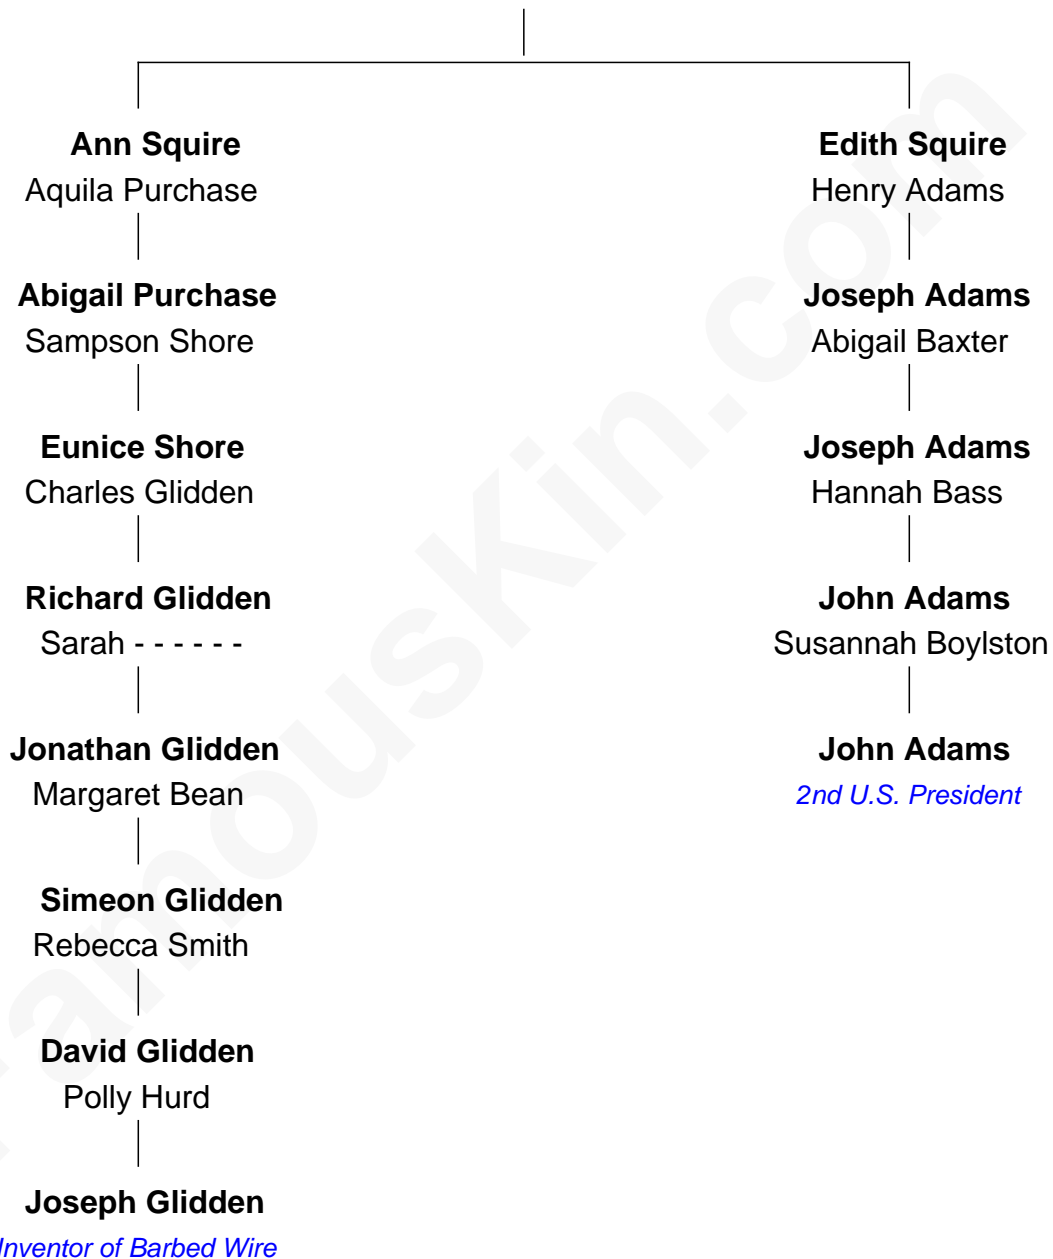 Ann Squire
Aquila Purchase
Abigail Purchase
Sampson Shore
Eunice Shore
Charles Glidden
Richard Glidden
Sarah - - - - - -
Jonathan Glidden
Margaret Bean
Simeon Glidden
Rebecca Smith
David Glidden
Polly Hurd
Joseph Glidden
Inventor of Barbed Wire
Edith Squire
Henry Adams
Joseph Adams
Abigail Baxter
Joseph Adams
Hannah Bass
John Adams
Susannah Boylston
John Adams
2nd U.S. President
FamousKin.com